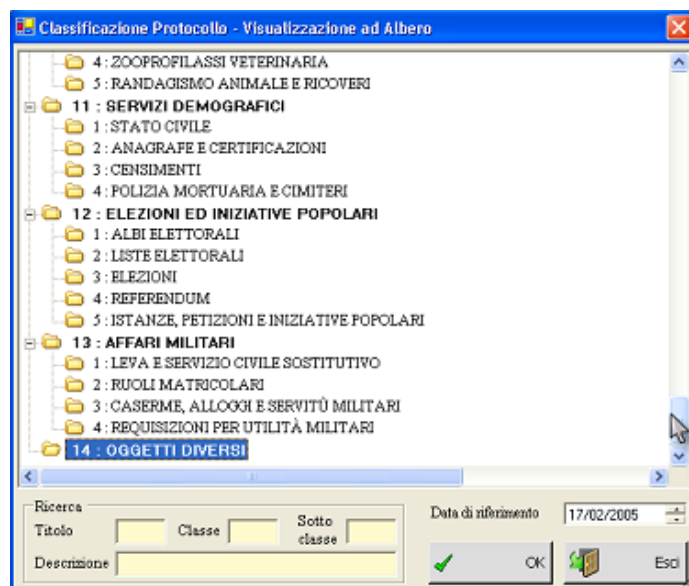 Classificazione Protocollo - Visualizzazione ad Albero
4 : ZOOPROFILASSI VETERINARIA
5 : RANDAGISMO ANIMALE E RICOVERI
11 : SERVIZI DEMOGRAFICI
1 : STATO CIVILE
2 : ANAGRAFE E CERTIFICAZIONI
3 : CENSIMENTI
4 : POLIZIA MORTUARIA E CIMITERI
12 : ELEZIONI ED INIZIATIVE POPOLARI
1 : ALBI ELETTORALI
2 : LISTE ELETTORALI
3 : ELEZIONI
4 : REFERENDUM
5 : ISTANZE, PETIZIONI E INIZIATIVE POPOLARI
13 : AFFARI MILITARI
1 : LEVA E SERVIZIO CIVILE SOSTITUTIVO
2 : RUOLI MATRICOLARI
3 : CASERME, ALLOGGI E SERVITÙ MILITARI
4 : REQUISIZIONI PER UTILITÀ MILITARI
14 : OGGETTI DIVERSI
Ricerca
Titolo Classe Sotto classe
Descrizione
Data di riferimento 17/02/2005
OK Esci